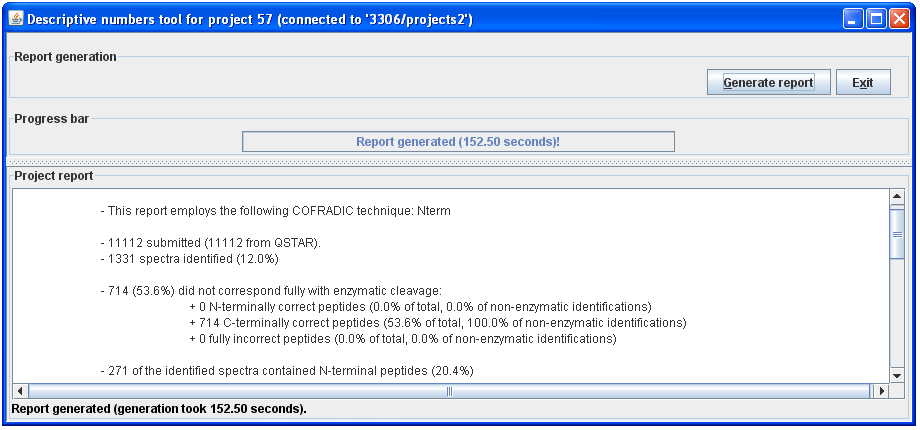 Descriptive numbers tool for project 57 (connected to '3306/projects2')
Report generation
Generate report
Exit
Progress bar
Report generated (152.50 seconds)!
Project report
- This report employs the following COFRADIC technique: Nterm
- 11112 submitted (11112 from QSTAR).
- 1331 spectra identified (12.0%)
- 714 (53.6%) did not correspond fully with enzymatic cleavage:
+ 0 N-terminally correct peptides (0.0% of total, 0.0% of non-enzymatic identifications)
+ 714 C-terminally correct peptides (53.6% of total, 100.0% of non-enzymatic identifications)
+ 0 fully incorrect peptides (0.0% of total, 0.0% of non-enzymatic identifications)
- 271 of the identified spectra contained N-terminal peptides (20.4%)
Report generated (generation took 152.50 seconds).